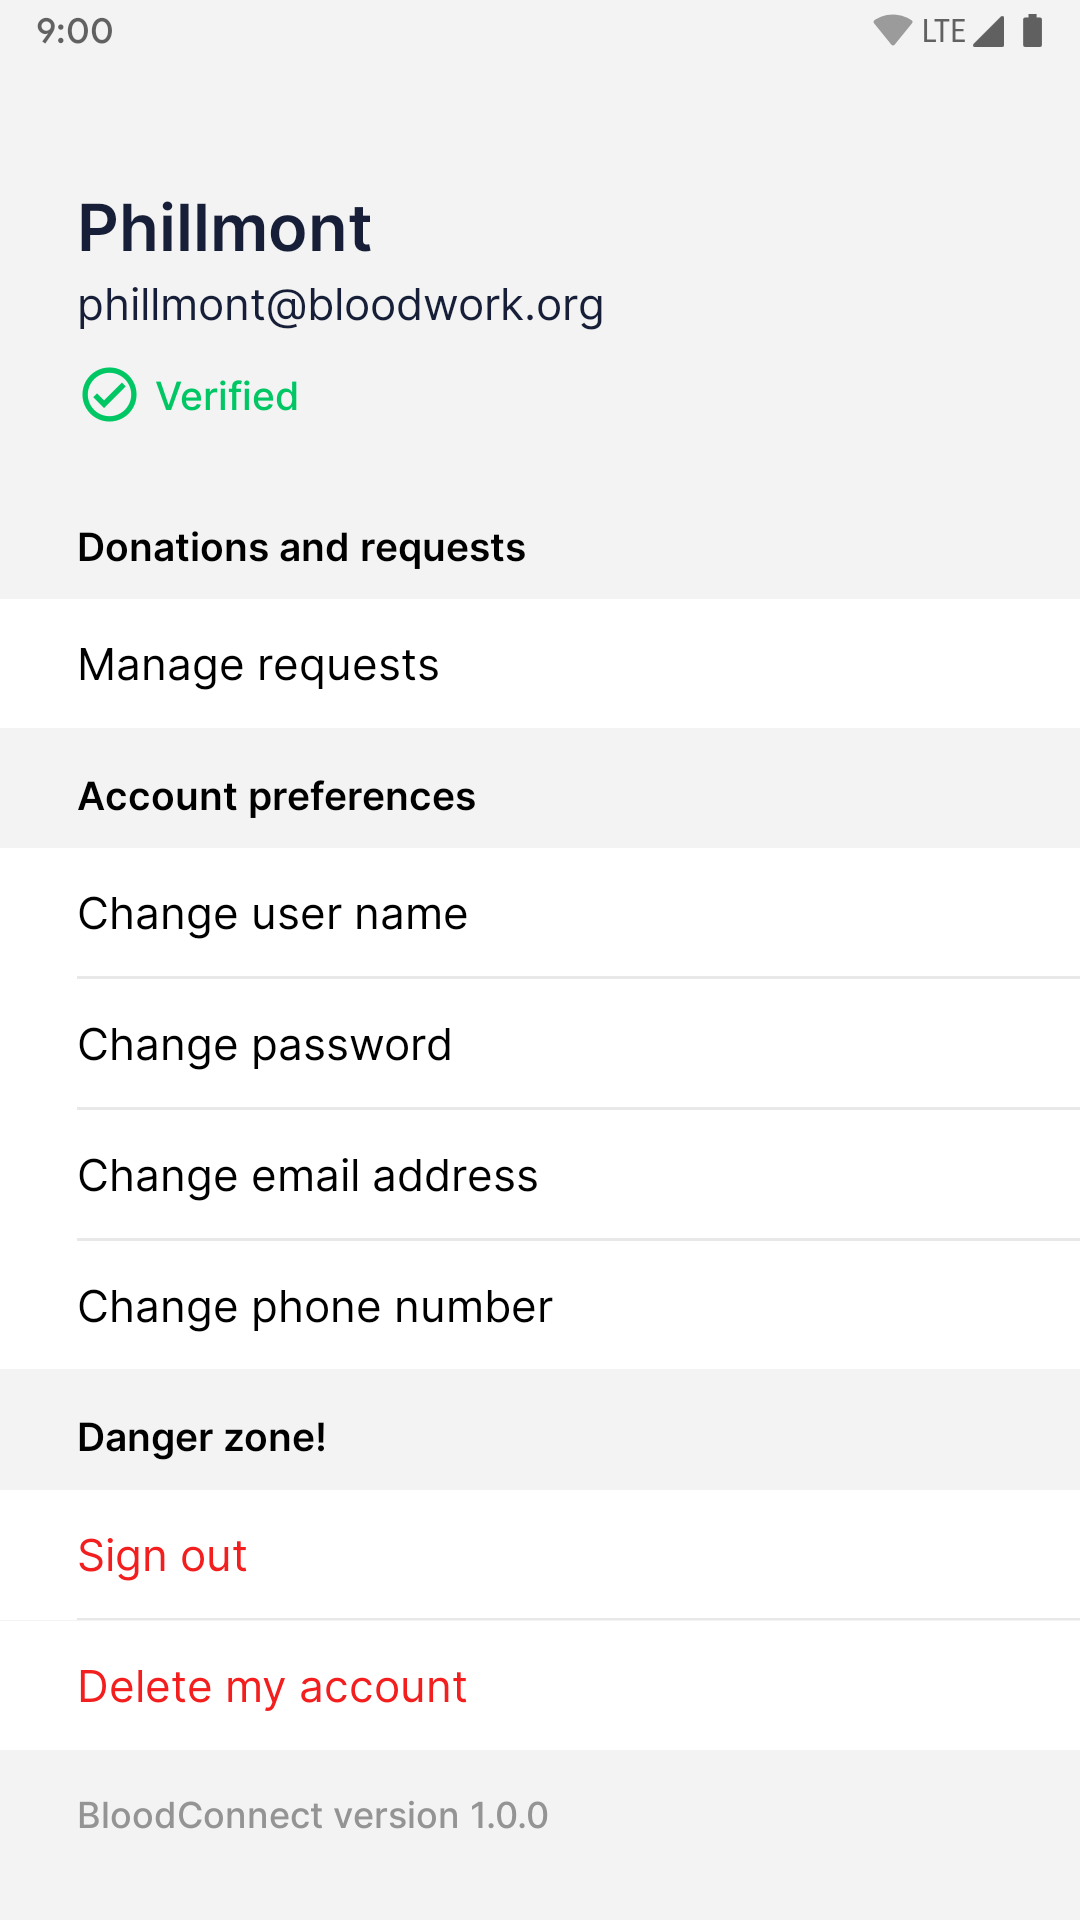 9:00 LTE
Phillmont
phillmont@bloodwork.org
Verified
Donations and requests
Manage requests
Account preferences
Change user name
Change password
Change email address
Change phone number
Danger zone!
Sign out
Delete my account
BloodConnect version 1.0.0